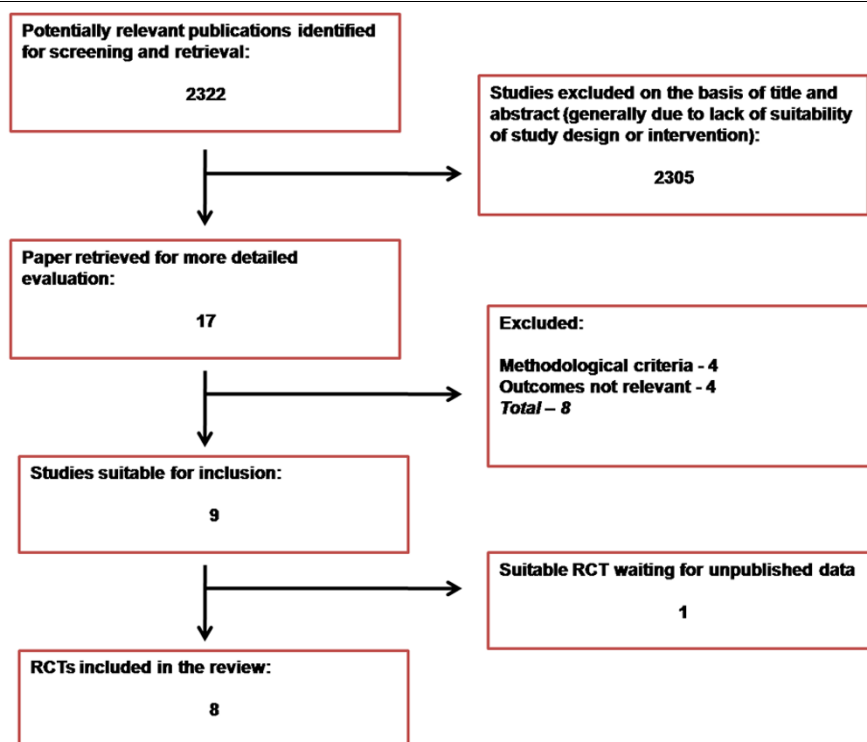 Potentially relevant publications identified
for screening and retrieval:
2322
Studies excluded on the basis of title and
abstract (generally due to lack of suitability
of study design or intervention):
2305
Paper retrieved for more detailed
evaluation:
17
Excluded:
Methodological criteria - 4
Outcomes not relevant - 4
Total – 8
Studies suitable for inclusion:
9
Suitable RCT waiting for unpublished data
1
RCTs included in the review:
8